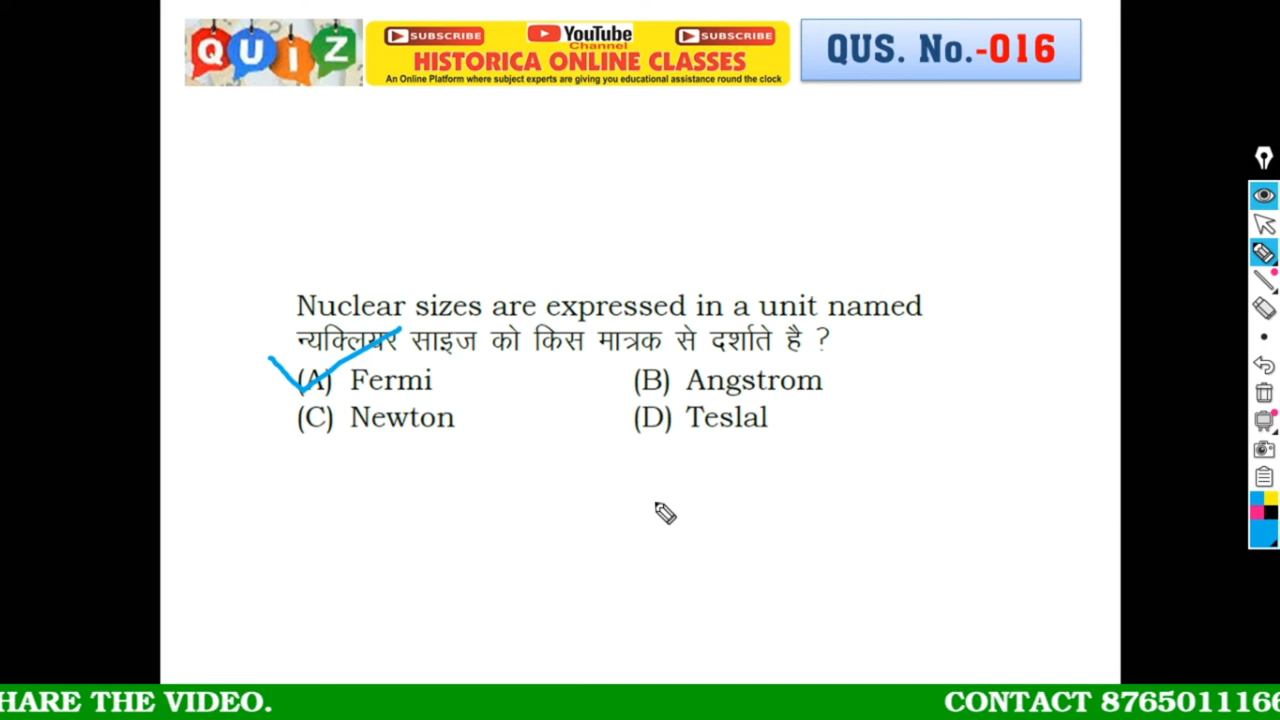 QUIZ
SUBSCRIBE YouTube SUBSCRIBE
Channel
HISTORICA ONLINE CLASSES
An Online Platform where subject experts are giving you educational assistance round the clock
QUS. No.-016
Nuclear sizes are expressed in a unit named
न्यक्लियर साइज को किस मात्रक से दर्शाते है ?
(A) Fermi (B) Angstrom
(C) Newton (D) Teslal
HARE THE VIDEO. CONTACT 8765011166